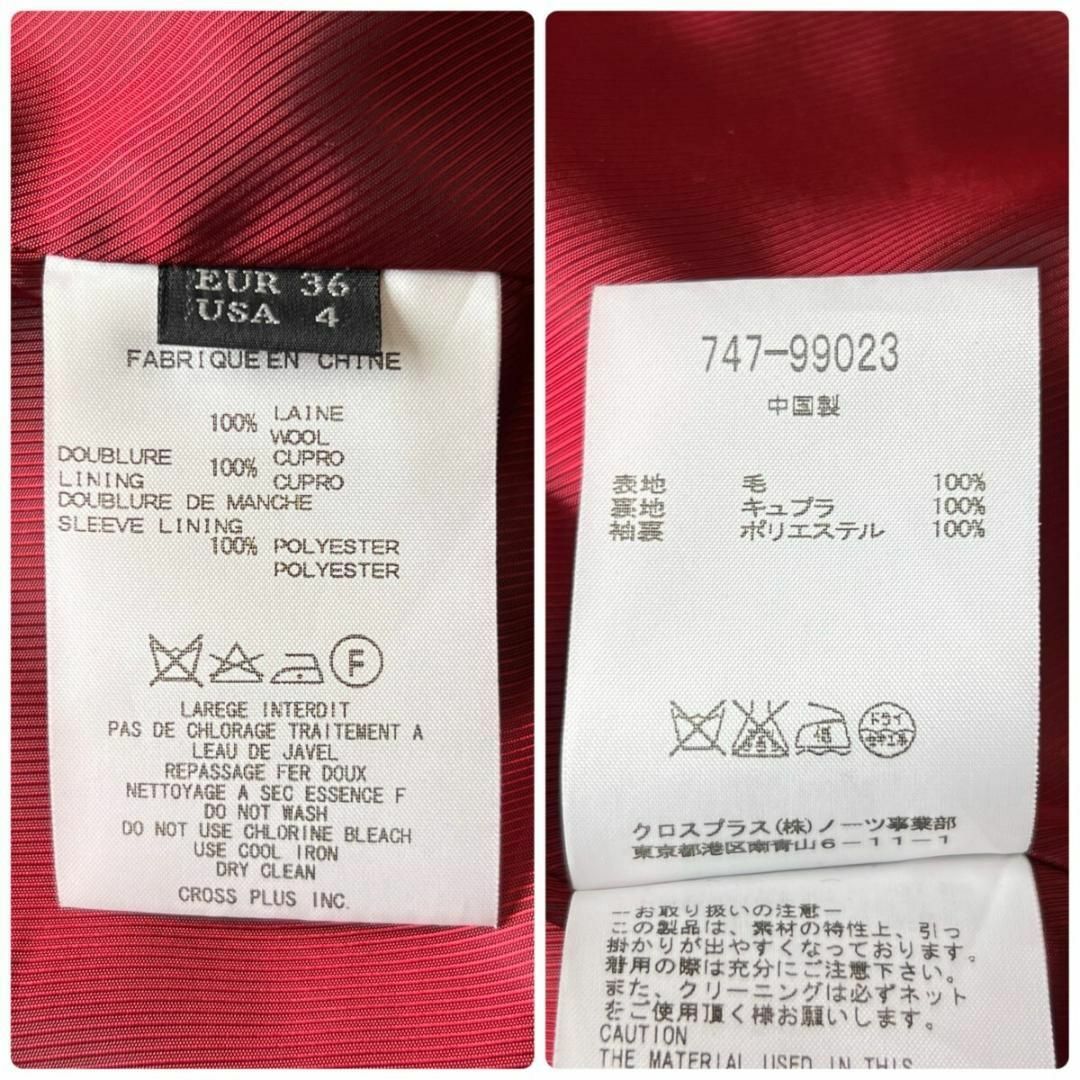 EUR 36
USA 4
FABRIQUE EN CHINE
100% LAINE
WOOL
DOUBLURE 100% CUPRO
LINING CUPRO
DOUBLURE DE MANCHE
SLEEVE LINING
100% POLYESTER
POLYESTER
F
LAREGE INTERDIT
PAS DE CHLORAGE TRAITEMENT A
LEAU DE JAVEL
REPASSAGE FER DOUX
NETTOYAGE A SEC ESSENCE F
DO NOT WASH
DO NOT USE CHLORINE BLEACH
USE COOL IRON
DRY CLEAN
CROSS PLUS INC.
747-99023
中国製
表地 毛 100%
裏地 キュプラ 100%
袖裏 ポリエステル 100%
エンソ
サラシ
低
ドライ
セキユ系
クロスプラス(株)ノーツ事業部
東京都港区南青山6-11-1
–お取り扱いの注意–
この製品は、素材の特性上、引っ
掛かりが出やすくなっております。
着用の際は充分にご注意下さい。
また、クリーニングは必ずネット
をご使用頂く様お願いします。
CAUTION
THE MATERIAL USED IN THIS